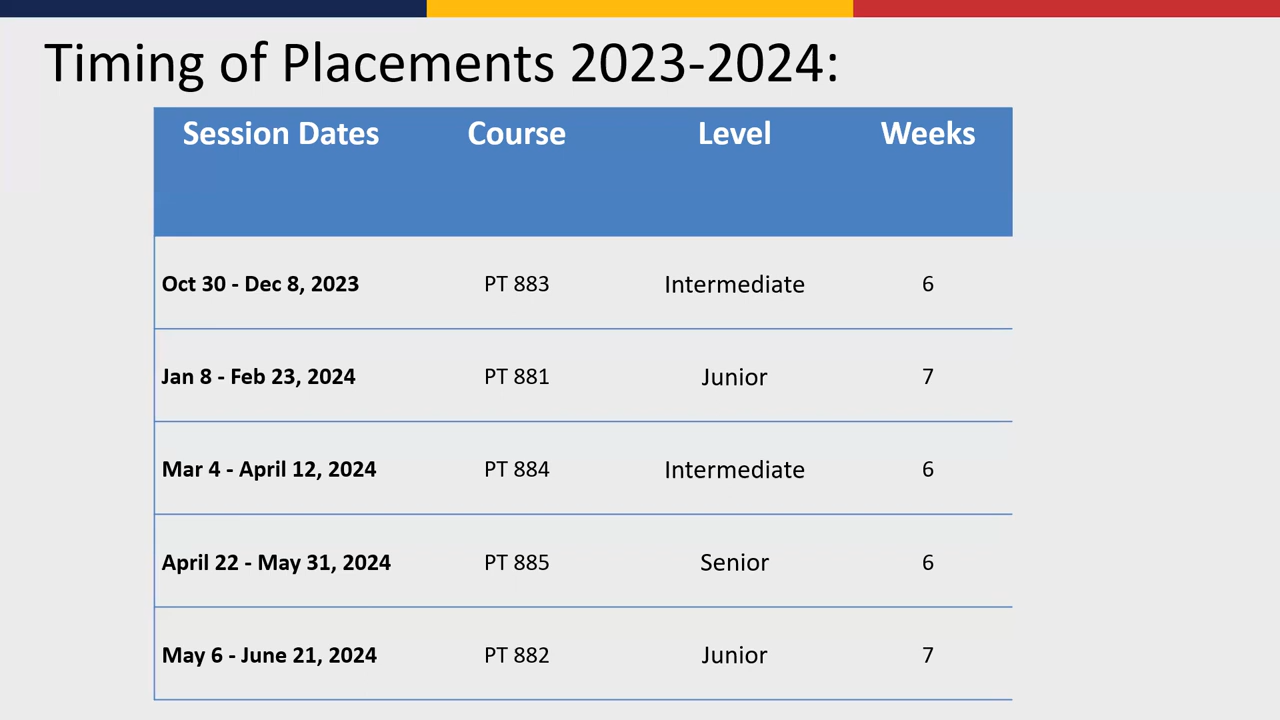 Timing of Placements 2023-2024:
Session Dates Course Level Weeks
Oct 30 - Dec 8, 2023 PT 883 Intermediate 6
Jan 8 - Feb 23, 2024 PT 881 Junior 7
Mar 4 - April 12, 2024 PT 884 Intermediate 6
April 22 - May 31, 2024 PT 885 Senior 6
May 6 - June 21, 2024 PT 882 Junior 7